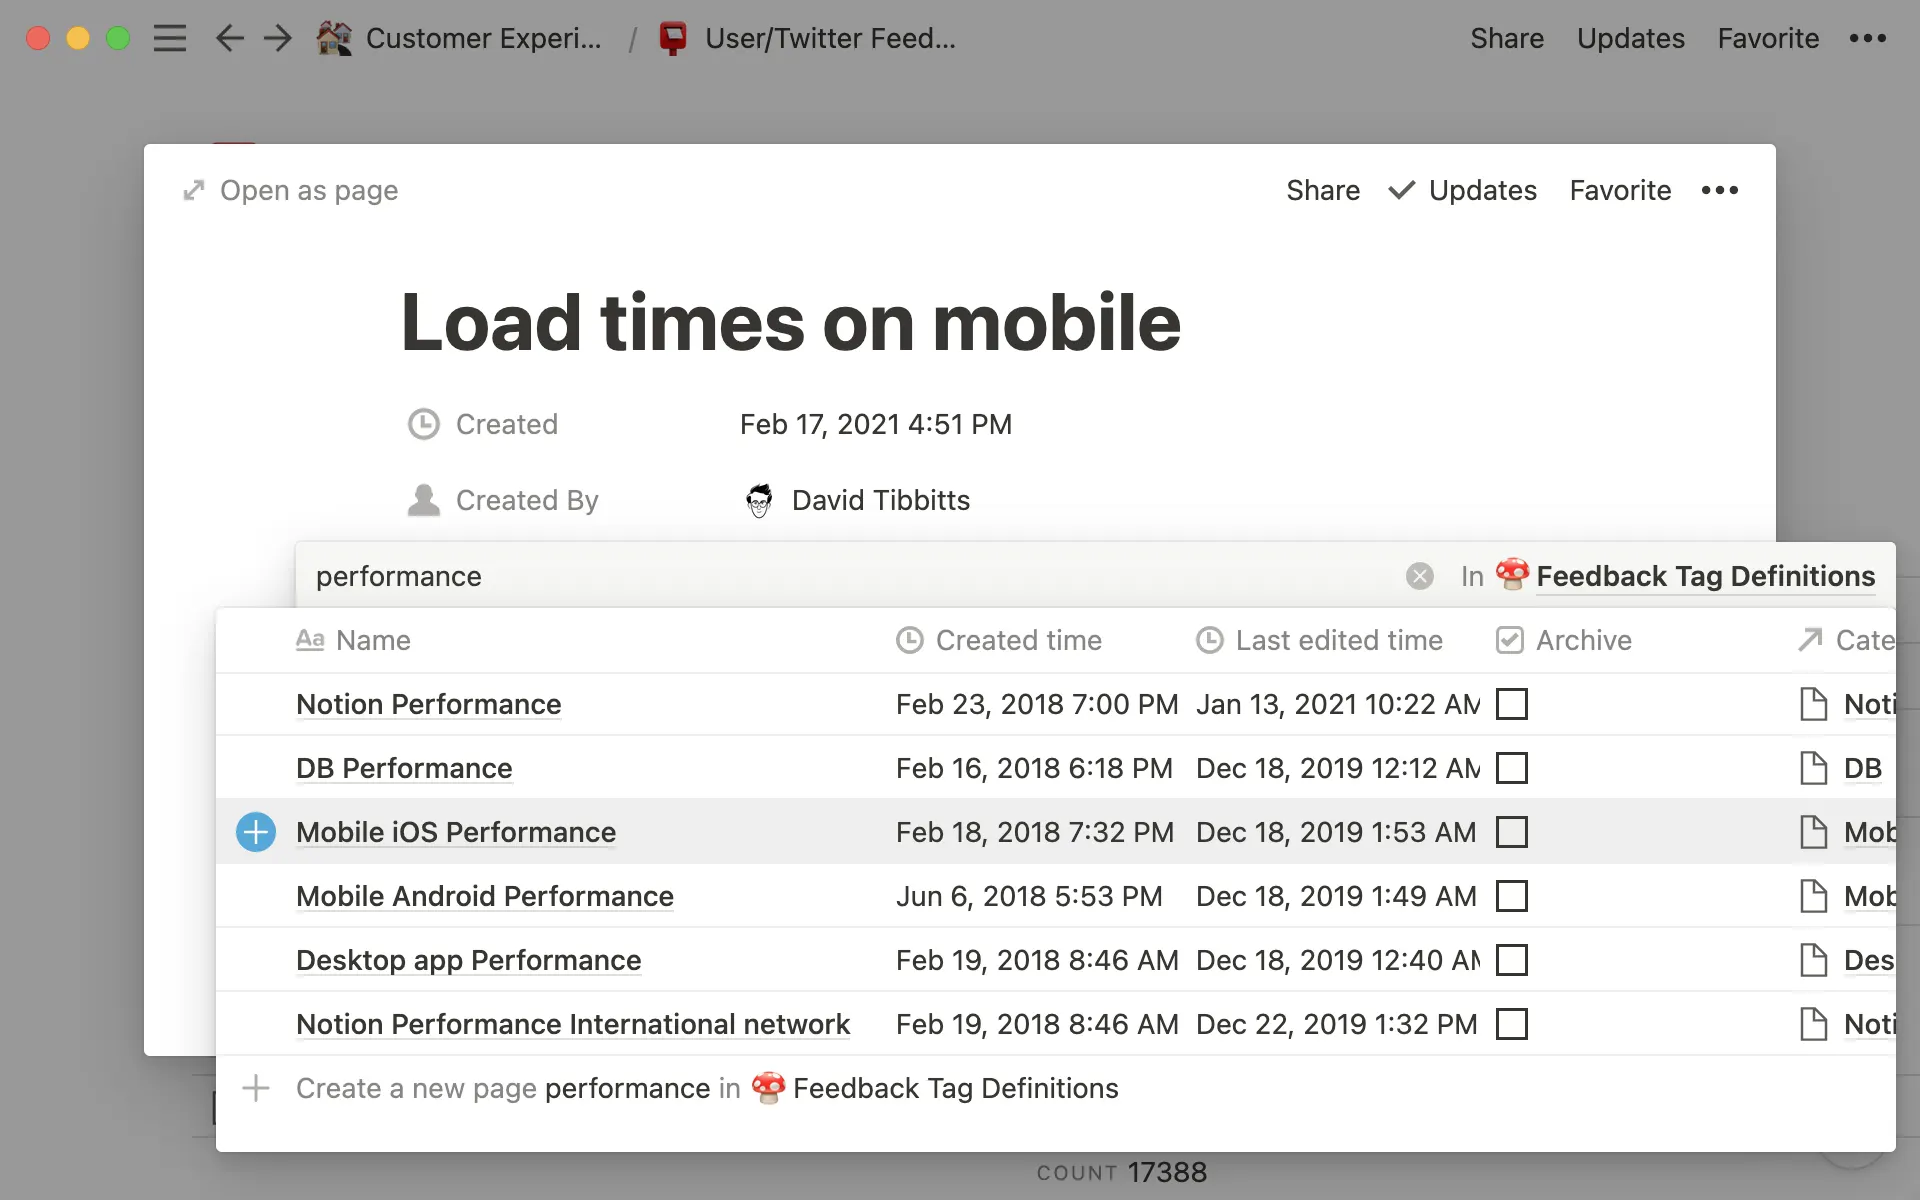 Customer Experi... / User/Twitter Feed... Share Updates Favorite
Open as page Share Updates Favorite
Load times on mobile
Created Feb 17, 2021 4:51 PM
Created By David Tibbitts
performance In Feedback Tag Definitions
Aa Name Created time Last edited time Archive Cate
Notion Performance Feb 23, 2018 7:00 PM Jan 13, 2021 10:22 AM Noti
DB Performance Feb 16, 2018 6:18 PM Dec 18, 2019 12:12 AM DB
Mobile iOS Performance Feb 18, 2018 7:32 PM Dec 18, 2019 1:53 AM Mob
Mobile Android Performance Jun 6, 2018 5:53 PM Dec 18, 2019 1:49 AM Mob
Desktop app Performance Feb 19, 2018 8:46 AM Dec 18, 2019 12:40 AM Des
Notion Performance International network Feb 19, 2018 8:46 AM Dec 22, 2019 1:32 PM Noti
Create a new page performance in Feedback Tag Definitions
COUNT 17388